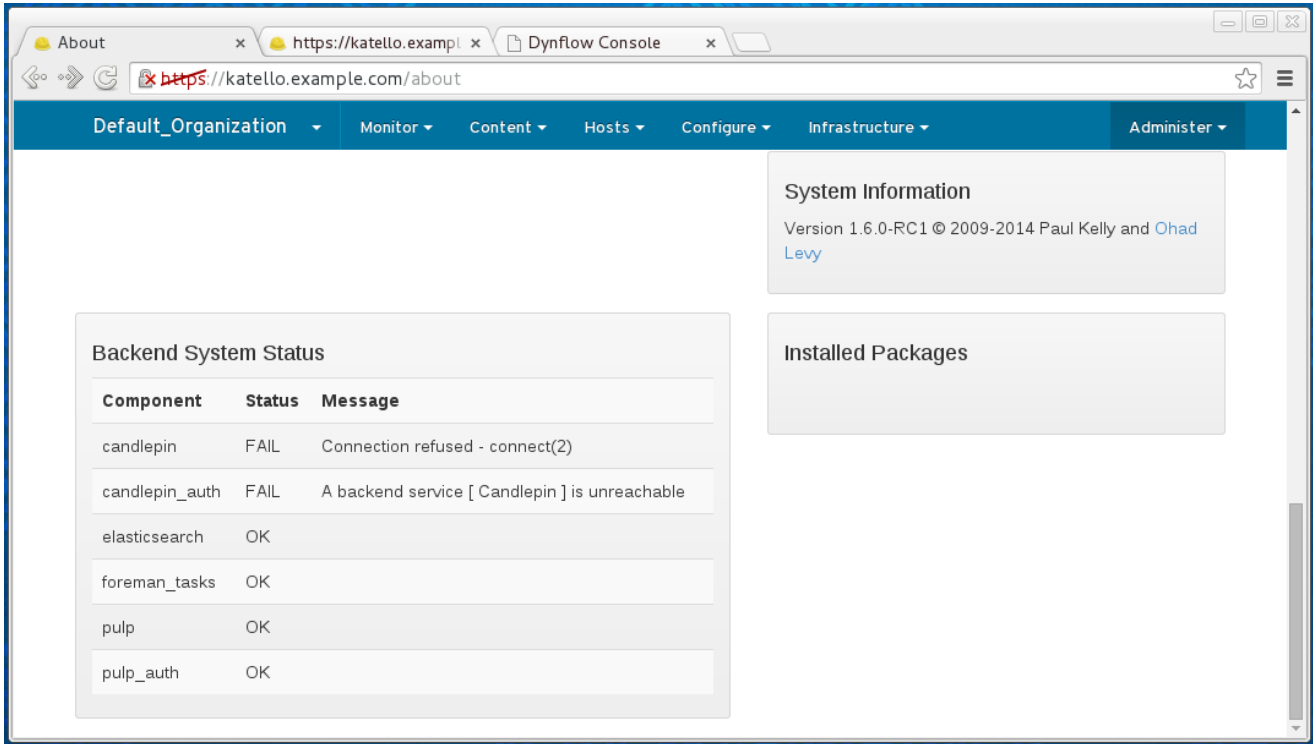 About
https://katello.exampl
Dynflow Console
https://katello.example.com/about
Default_Organization Monitor Content Hosts Configure Infrastructure Administer
System Information
Version 1.6.0-RC1 © 2009-2014 Paul Kelly and Ohad
Levy
Backend System Status
Component Status Message
candlepin FAIL Connection refused - connect(2)
candlepin_auth FAIL A backend service [ Candlepin ] is unreachable
elasticsearch OK
foreman_tasks OK
pulp OK
pulp_auth OK
Installed Packages